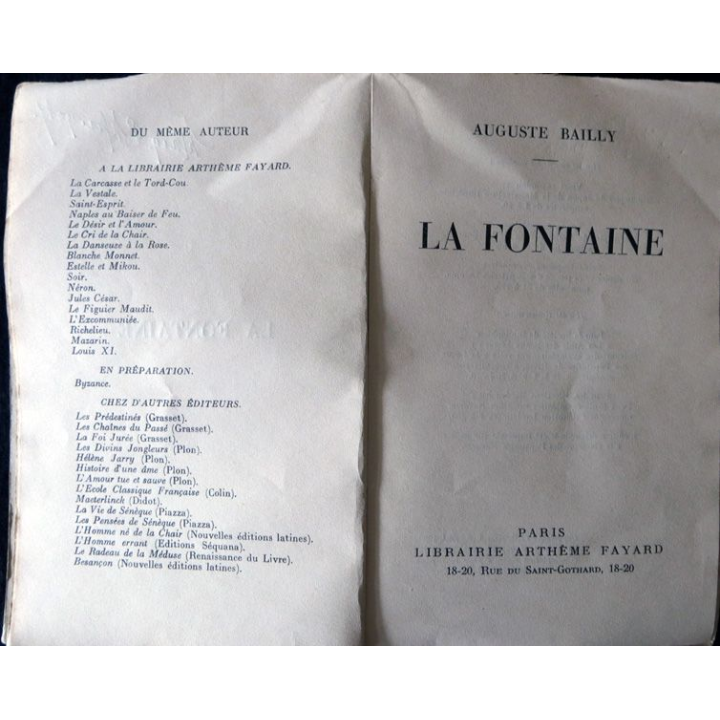 DU MÊME AUTEUR
A LA LIBRAIRIE ARTHÈME FAYARD.
La Carcasse et le Tord-Cou
La Vestale.
Saint-Esprit.
Naples au Baiser de Feu.
Le Désir et l'Amour.
Le Cri de la Chair.
La Danseuse à la Rose.
Blanche Monnet.
Estelle et Mikou.
Soir.
Néron.
Jules César.
Le Figuier Maudit.
L'Excommuniée.
Richelieu.
Mazarin.
Louis XI.
EN PRÉPARATION.
Byzance.
CHEZ D'AUTRES ÉDITEURS.
Les Prédestinés (Grasset).
Les Chaînes du Passé (Grasset).
La Foi Jurée (Grasset).
Les Divins Jongleurs (Plon).
Hélène Jarry (Plon).
Histoire d'une âme (Plon).
L'Amour tue et sauve (Plon).
L'Ecole Classique Française (Colin).
Maeterlinck (Didot).
La Vie de Sénèque (Piazza).
Les Pensées de Sénèque (Piazza).
L'Homme né de la Chair (Nouvelles éditions latines).
L'Homme errant (Editions Séquana).
Le Radeau de la Méduse (Renaissance du Livre).
Besançon (Nouvelles éditions latines).
AUGUSTE BAILLY
LA FONTAINE
PARIS
LIBRAIRIE ARTHÈME FAYARD
18-20, RUE DU SAINT-GOTHARD, 18-20